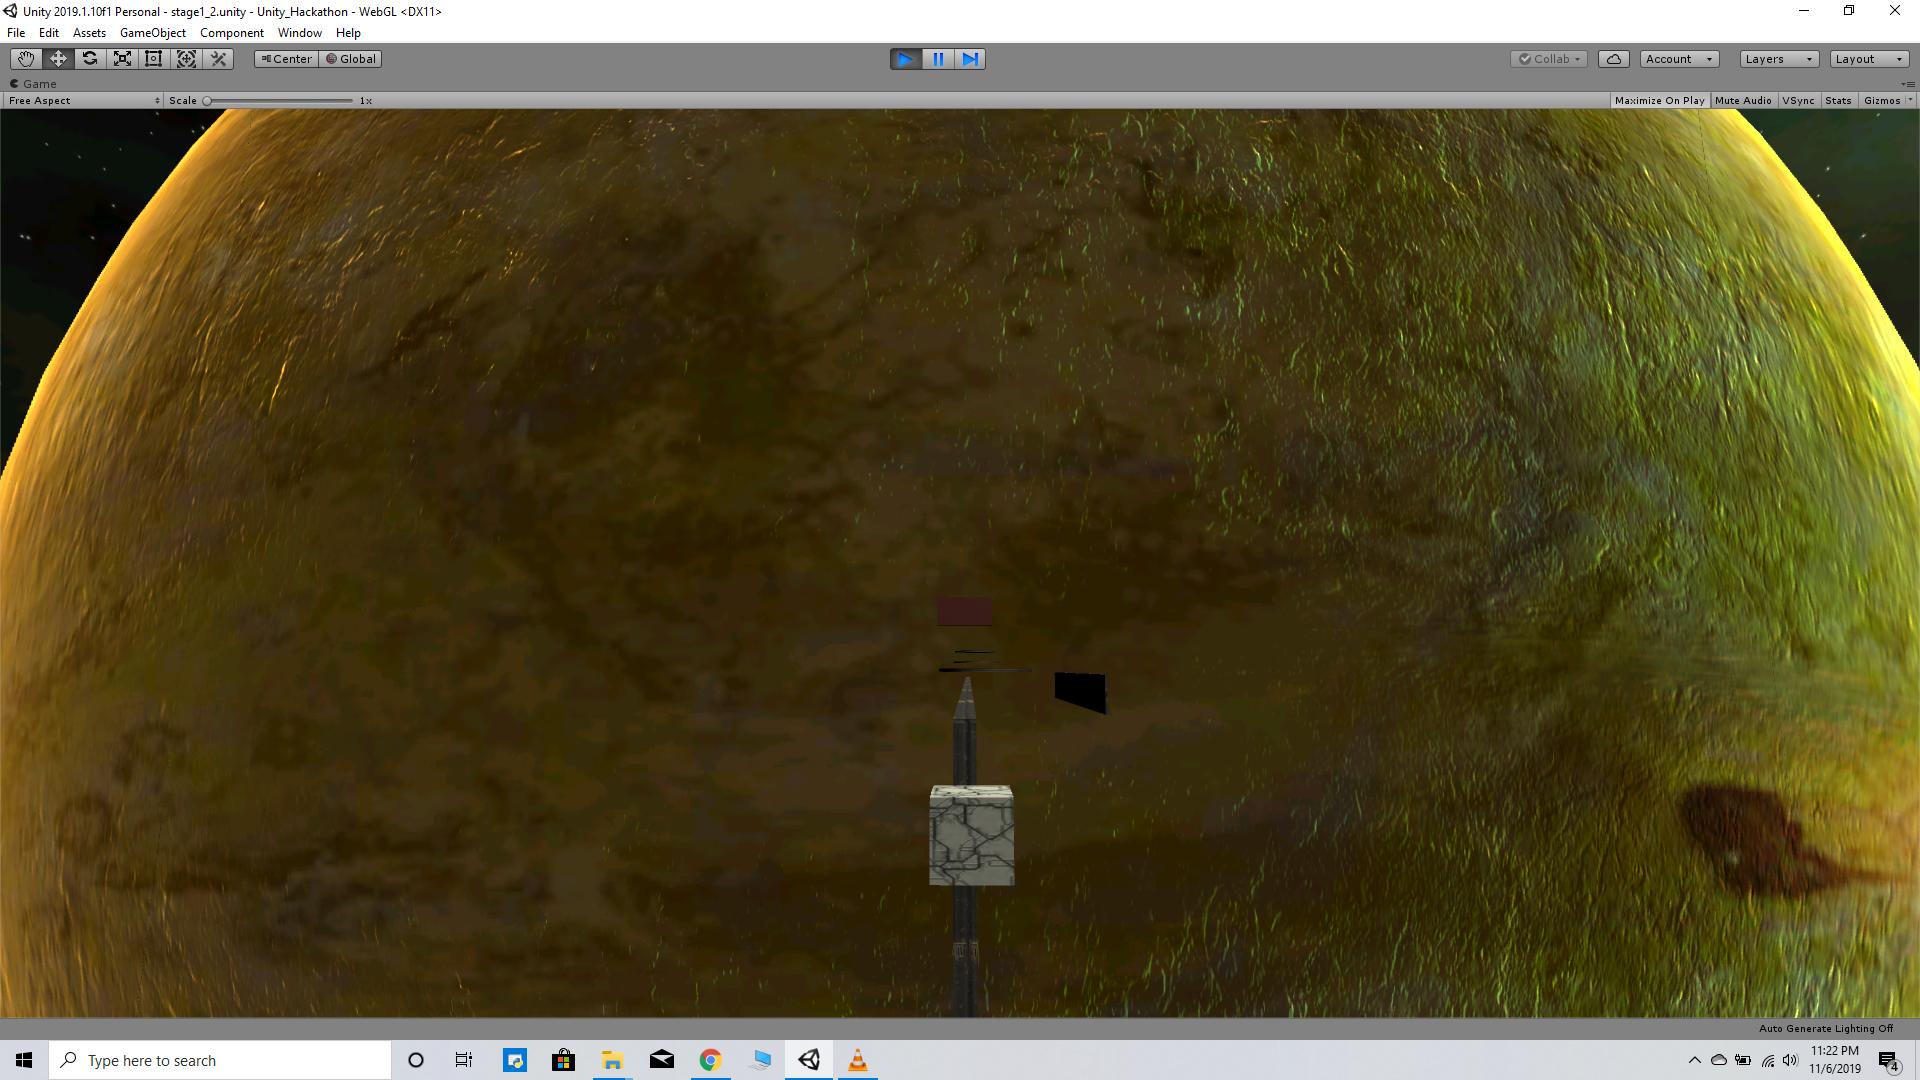 Unity 2019.1.10f1 Personal - stage1_2.unity - Unity_Hackathon - WebGL <DX11>
File Edit Assets GameObject Component Window Help
Center Global Collab Account Layers Layout
Game
Free Aspect Scale 1x Maximize On Play Mute Audio VSync Stats Gizmos
Auto Generate Lighting Off
Type here to search
11:22 PM
11/6/2019
4